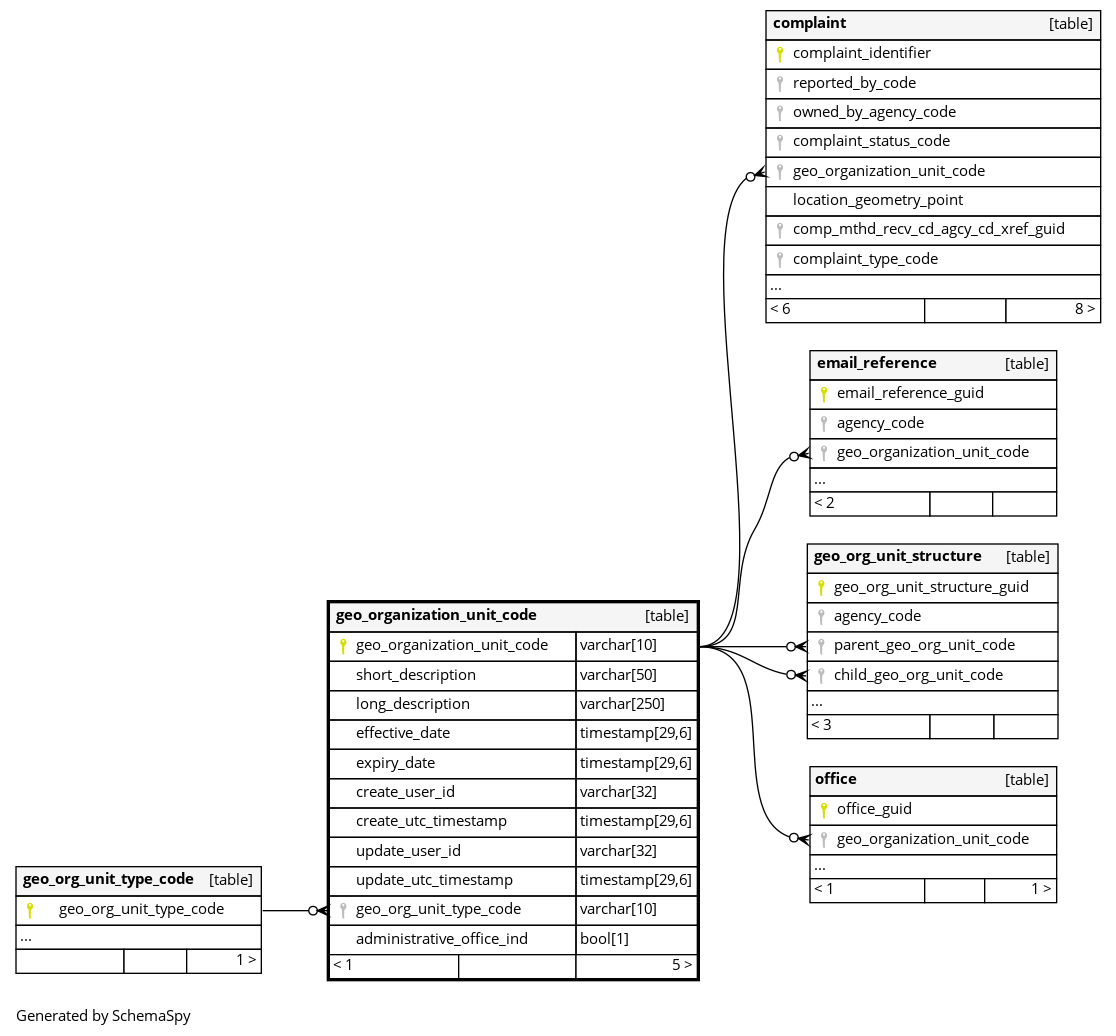 complaint [table]
complaint_identifier
reported_by_code
owned_by_agency_code
complaint_status_code
geo_organization_unit_code
location_geometry_point
comp_mthd_recv_cd_agcy_cd_xref_guid
complaint_type_code
...
< 6 8 >
email_reference [table]
email_reference_guid
agency_code
geo_organization_unit_code
...
< 2
geo_org_unit_structure [table]
geo_org_unit_structure_guid
agency_code
parent_geo_org_unit_code
child_geo_org_unit_code
...
< 3
office [table]
office_guid
geo_organization_unit_code
...
< 1 1 >
geo_organization_unit_code [table]
geo_organization_unit_code varchar[10]
short_description varchar[50]
long_description varchar[250]
effective_date timestamp[29,6]
expiry_date timestamp[29,6]
create_user_id varchar[32]
create_utc_timestamp timestamp[29,6]
update_user_id varchar[32]
update_utc_timestamp timestamp[29,6]
geo_org_unit_type_code varchar[10]
administrative_office_ind bool[1]
< 1 5 >
geo_org_unit_type_code [table]
geo_org_unit_type_code
...
1 >
Generated by SchemaSpy